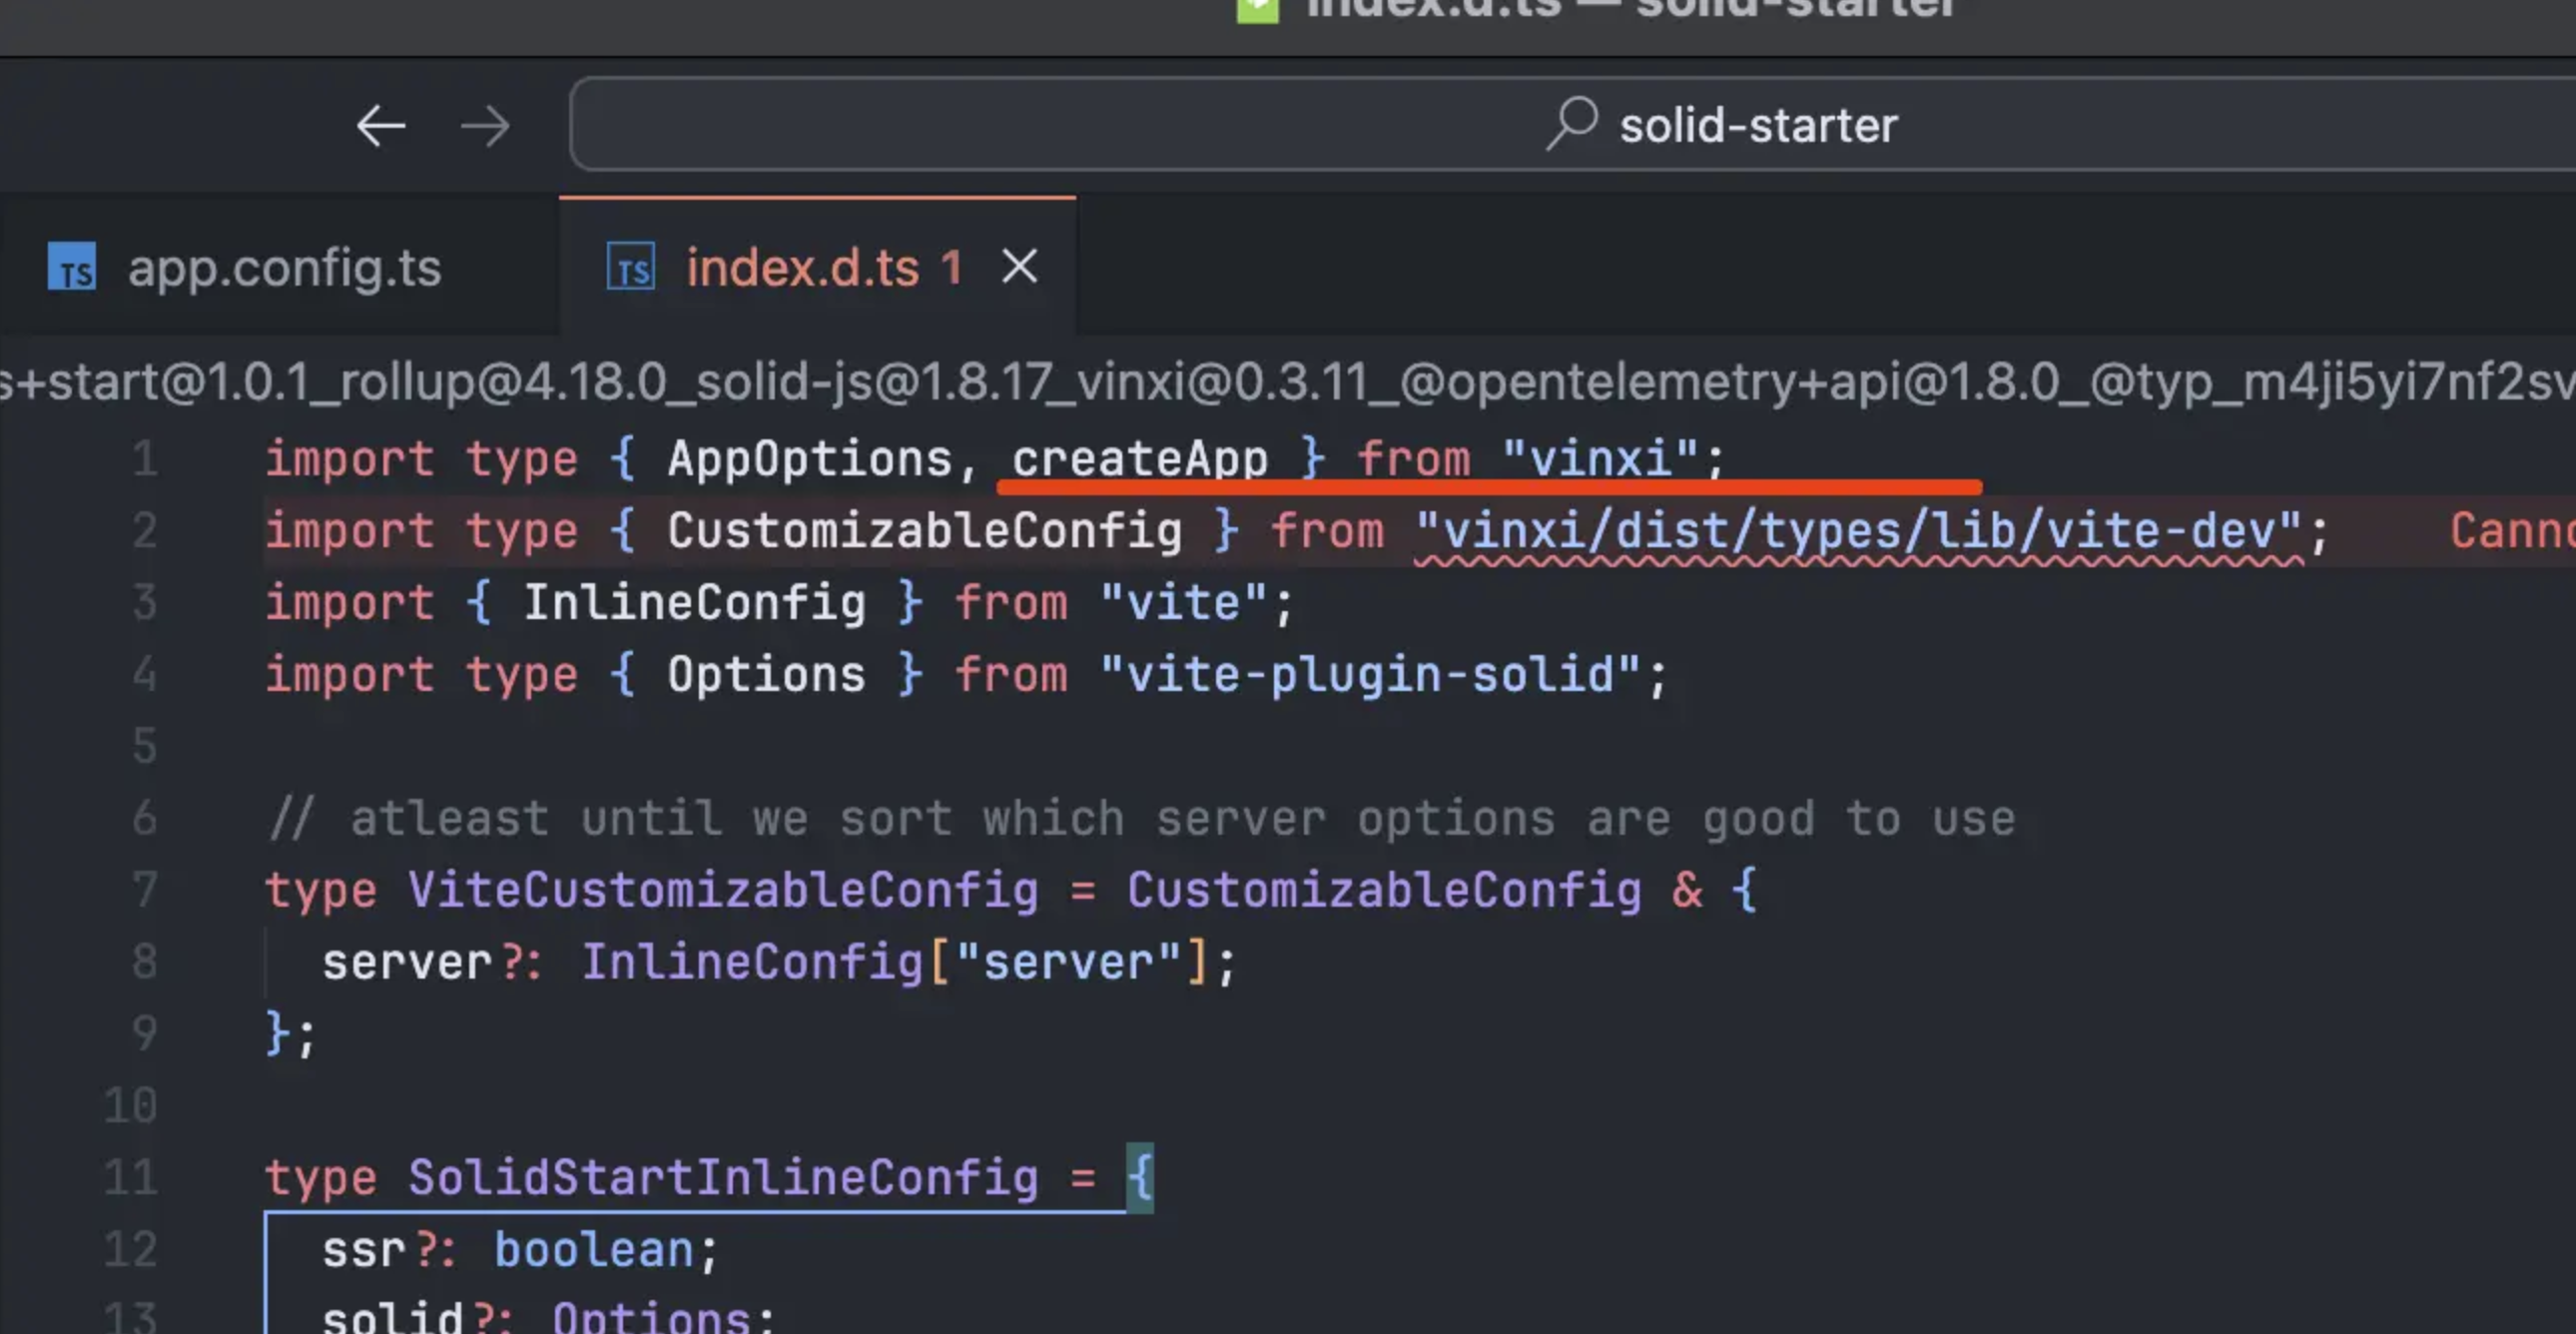 index.d.ts — solid-starter
solid-starter
TS app.config.ts
TS index.d.ts 1
s+start@1.0.1_rollup@4.18.0_solid-js@1.8.17_vinxi@0.3.11_@opentelemetry+api@1.8.0_@typ_m4ji5yi7nf2sv
1 import type { AppOptions, createApp } from "vinxi";
2 import type { CustomizableConfig } from "vinxi/dist/types/lib/vite-dev"; Canno
3 import { InlineConfig } from "vite";
4 import type { Options } from "vite-plugin-solid";
5
6 // atleast until we sort which server options are good to use
7 type ViteCustomizableConfig = CustomizableConfig & {
8 server?: InlineConfig["server"];
9 };
10
11 type SolidStartInlineConfig = {
12 ssr?: boolean;
13 solid?: Options;